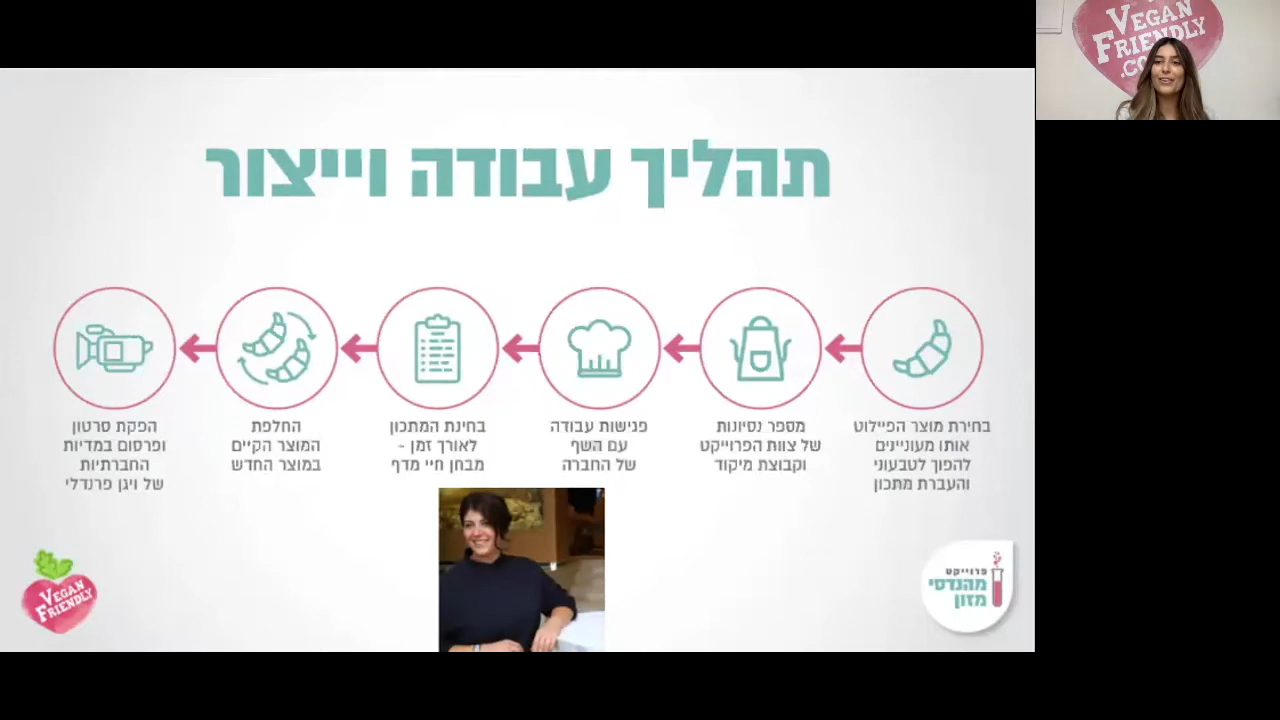 תהליך עבודה וייצור
בחירת מוצר הפיילוט
אותו מעוניינים
להפוך לטבעוני
והעברת מתכון
מספר נסיונות
של צוות הפרוייקט
וקבוצת מיקוד
פגישות עבודה
עם השף
של החברה
בחינת המתכון
לאורך זמן -
מבחן חיי מדף
החלפת
המוצר הקיים
במוצר החדש
הפקת סרטון
ופרסום במדיות
החברתיות
של ויגן פרנדלי
פרוייקט
מהנדסי
מזון
VEGAN
FRIENDLY
VEGAN
FRIENDLY